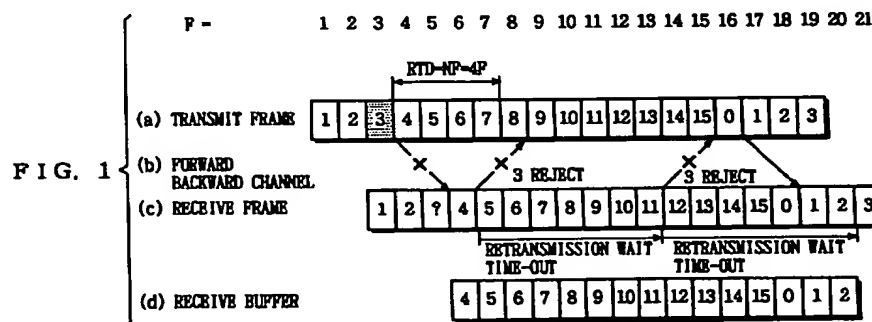 F = 1 2 3 4 5 6 7 8 9 10 11 12 13 14 15 16 17 18 19 20 21
RTD-NF=4F
(a) TRANSMIT FRAME 1 2 3 4 5 6 7 8 9 10 11 12 13 14 15 0 1 2 3
FIG. 1
(b) FORWARD
BACKWARD CHANNEL
3 REJECT 3 REJECT
(c) RECEIVE FRAME 1 2 ? 4 5 6 7 8 9 10 11 12 13 14 15 0 1 2 3
RETRANSMISSION WAIT RETRANSMISSION WAIT
TIME-OUT TIME-OUT
(d) RECEIVE BUFFER 4 5 6 7 8 9 10 11 12 13 14 15 0 1 2